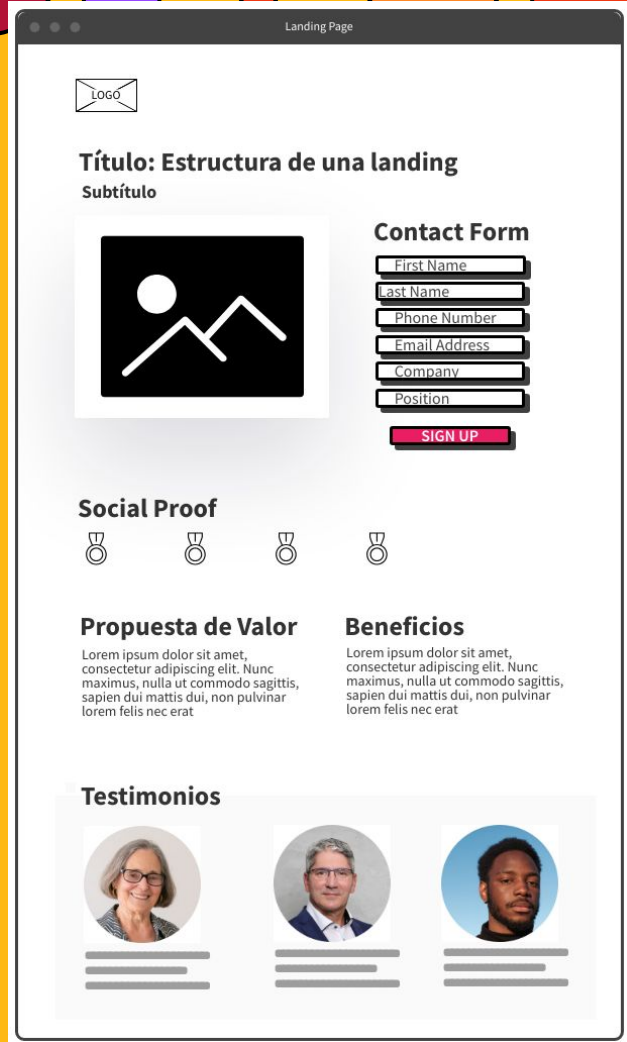 Landing Page
LOGO
Título: Estructura de una landing
Subtítulo
Contact Form
First Name
Last Name
Phone Number
Email Address
Company
Position
SIGN UP
Social Proof
Propuesta de Valor
Lorem ipsum dolor sit amet,
consectetur adipiscing elit. Nunc
maximus, nulla ut commodo sagittis,
sapien dui mattis dui, non pulvinar
lorem felis nec erat
Beneficios
Lorem ipsum dolor sit amet,
consectetur adipiscing elit. Nunc
maximus, nulla ut commodo sagittis,
sapien dui mattis dui, non pulvinar
lorem felis nec erat
Testimonios